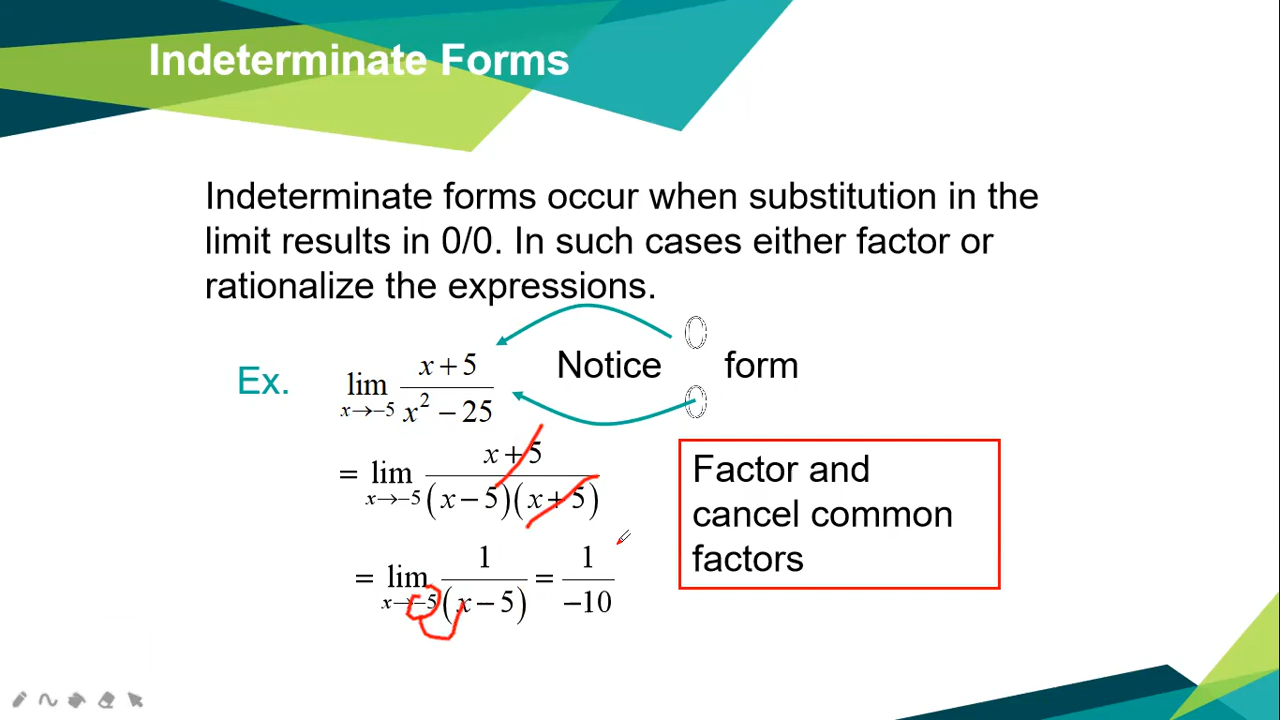 Indeterminate Forms
Indeterminate forms occur when substitution in the
limit results in 0/0. In such cases either factor or
rationalize the expressions.
Ex. lim x→−5 (x + 5)/(x² − 25) Notice 0/0 form
= lim x→−5 (x + 5)/((x − 5)(x + 5))
= lim x→−5 1/(x − 5) = 1/−10
Factor and
cancel common
factors